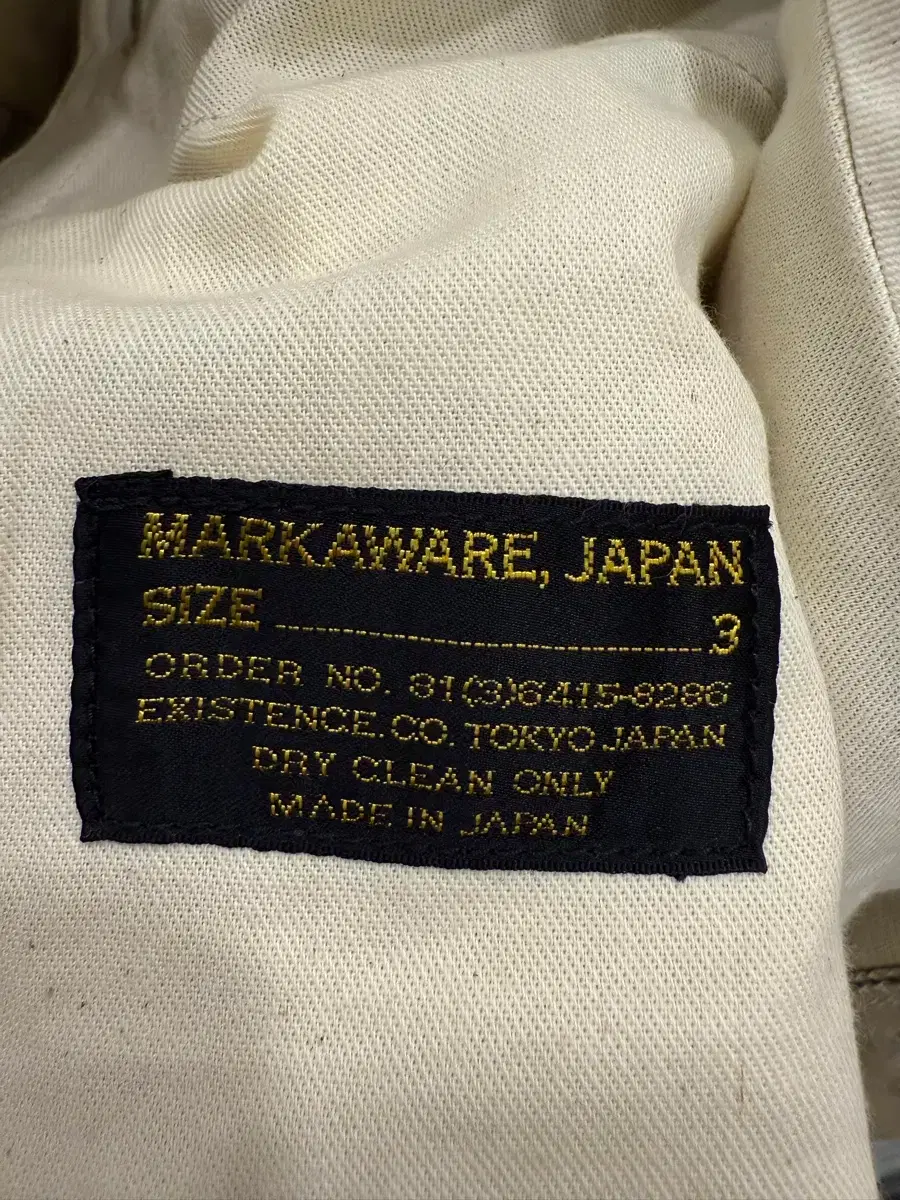 MARKAWARE, JAPAN
SIZE 3
ORDER NO. 81(3)6415-8286
EXISTENCE.CO. TOKYO JAPAN
DRY CLEAN ONLY
MADE IN JAPAN